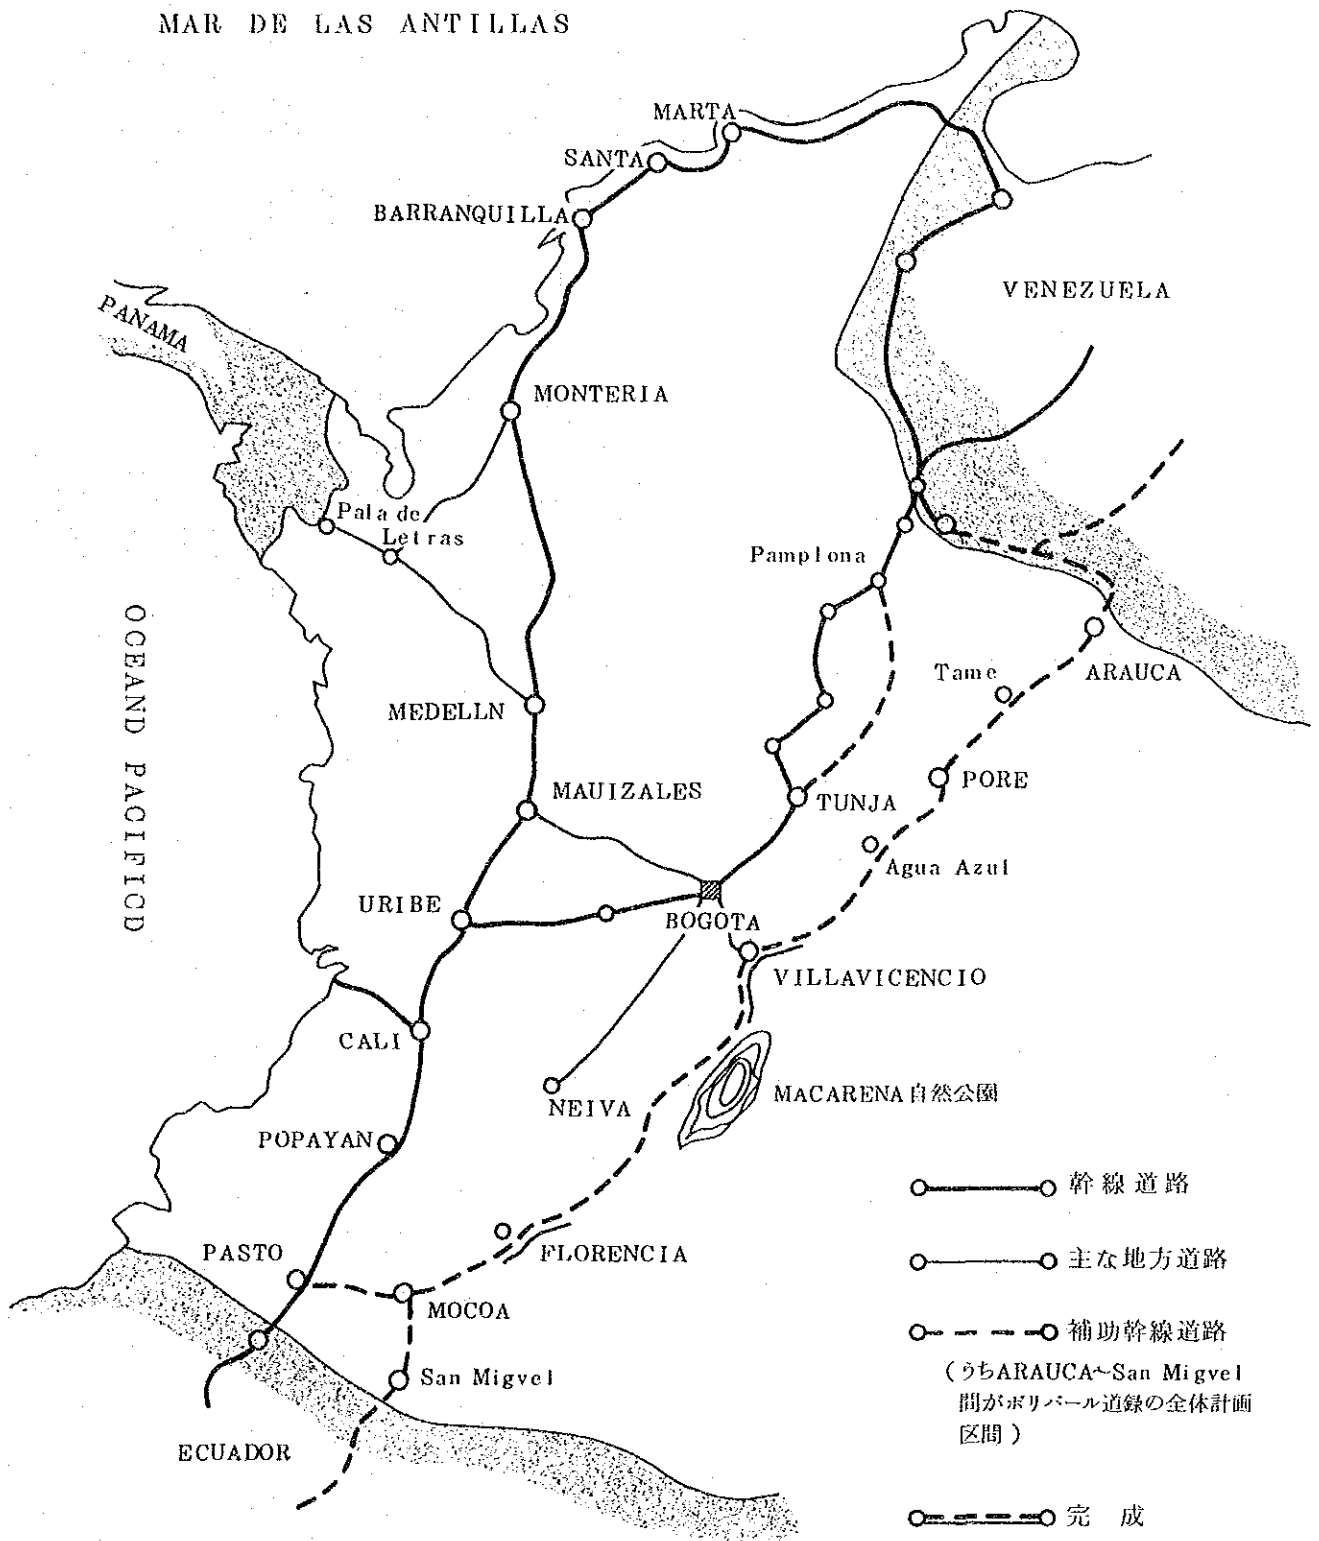 MAR DE LAS ANTILLAS
MARTA
SANTA
BARRANQUILLA
VENEZUELA
PANAMA
MONTERIA
Pala de
Letras
Pamplona
OCEAND PACIFICD
Tame
ARAUCA
MEDELLN
MAUIZALES
TUNJA
PORE
Agua Azul
URIBE
BOGOTA
VILLAVICENCIO
CALI
NEIVA
MACARENA自然公園
POPAYAN
PASTO
FLORENCIA
MOCOA
San Migvel
ECUADOR
幹線道路
主な地方道路
補助幹線道路
(うちARAUCA~San Migvel
間がボリバール道録の全体計画
区間)
完成